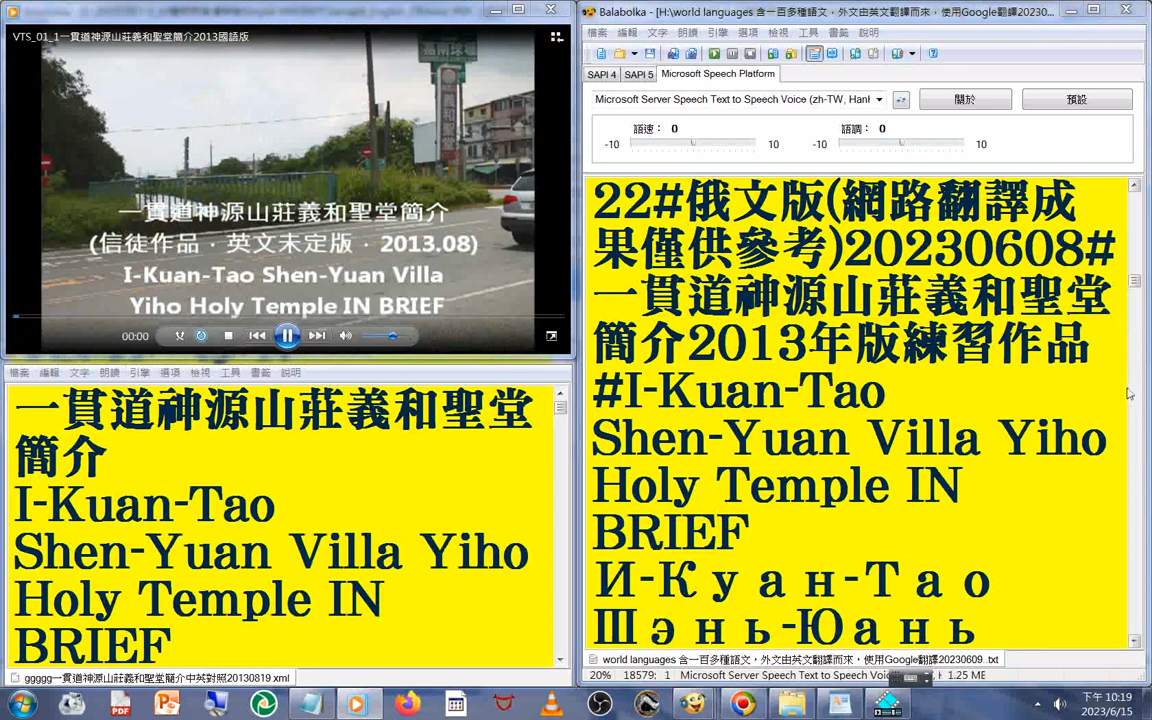 VTS_01_1一貫道神源山莊義和聖堂簡介2013國語版
一貫道神源山莊義和聖堂簡介
(信徒作品．英文未定版．2013.08)
I-Kuan-Tao Shen-Yuan Villa
Yiho Holy Temple IN BRIEF
00:00
檔案 編輯 文字 朗讀 引擎 選項 檢視 工具 書籤 說明
一貫道神源山莊義和聖堂
簡介
I-Kuan-Tao
Shen-Yuan Villa Yiho
Holy Temple IN
BRIEF
ggggg一貫道神源山莊義和聖堂簡介中英對照20130819.xml
Balabolka - [H:\world languages 含一百多種語文，外文由英文翻譯而來，使用Google翻譯20230...
檔案 編輯 文字 朗讀 引擎 選項 檢視 工具 書籤 說明
SAPI 4 SAPI 5 Microsoft Speech Platform
Microsoft Server Speech Text to Speech Voice (zh-TW, Hanl
關於 預設
語速： 0 語調： 0
-10 10 -10 10
22#俄文版(網路翻譯成
果僅供參考)20230608#
一貫道神源山莊義和聖堂
簡介2013年版練習作品
#I-Kuan-Tao
Shen-Yuan Villa Yiho
Holy Temple IN
BRIEF
И-Куан-Тао
Шэнь-Юань
world languages 含一百多種語文，外文由英文翻譯而來，使用Google翻譯20230609 .txt
20% 18579: 1 Microsoft Server Speech Text to Speech Voice 1.25 MB
下午 10:19
2023/6/15